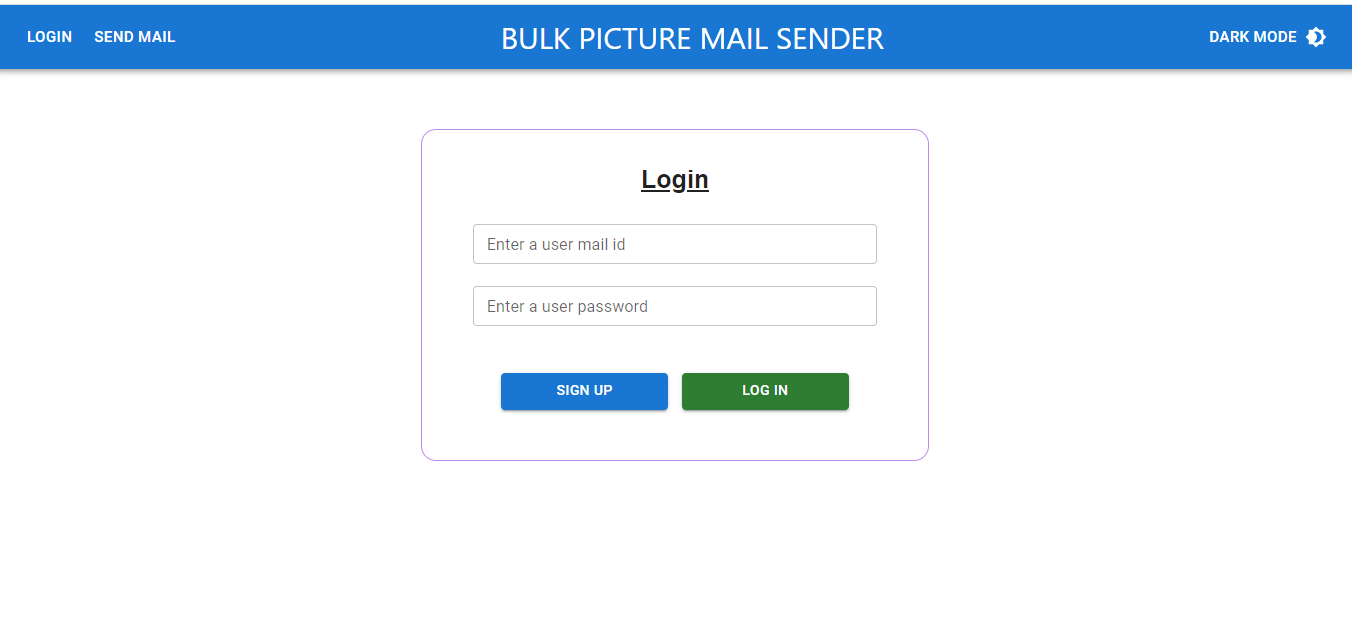 LOGIN SEND MAIL BULK PICTURE MAIL SENDER DARK MODE
Login
Enter a user mail id
Enter a user password
SIGN UP LOG IN